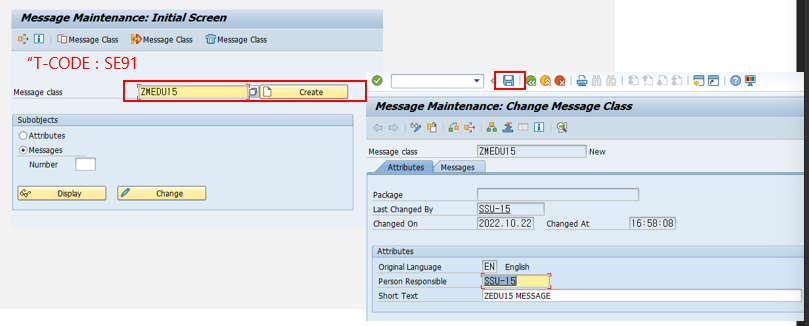 Message Maintenance: Initial Screen
Message Class Message Class Message Class
"T-CODE : SE91
Message class ZMEDU15 Create
Subobjects
Attributes
Messages
Number
Display Change
Message Maintenance: Change Message Class
Message class ZMEDU15 New
Attributes Messages
Package
Last Changed By SSU-15
Changed On 2022.10.22 Changed At 16:58:08
Attributes
Original Language EN English
Person Responsible SSU-15
Short Text ZEDU15 MESSAGE